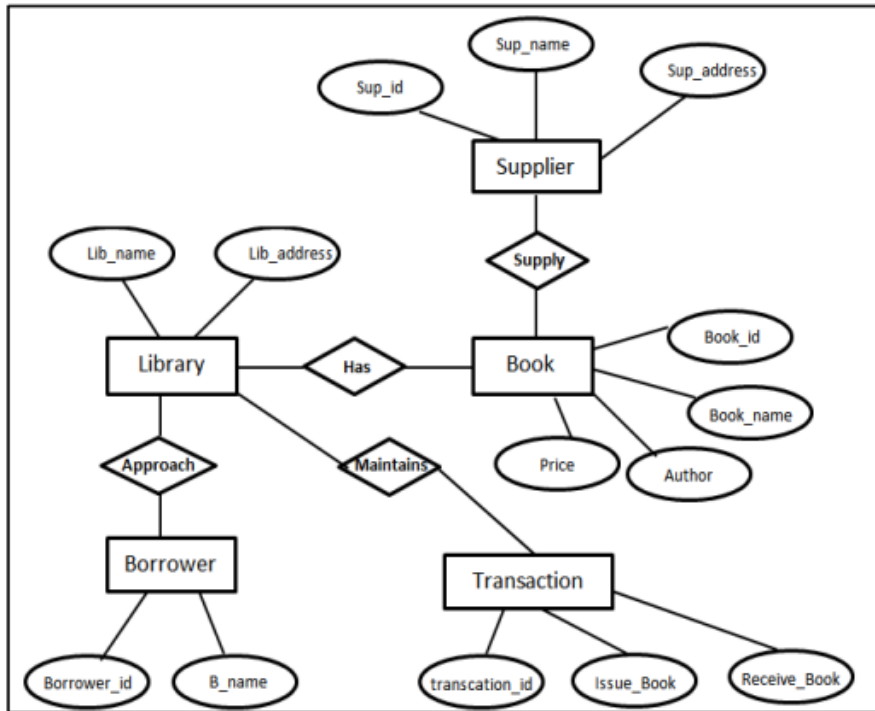 Sup_name
Sup_id
Sup_address
Supplier
Supply
Lib_name
Lib_address
Library
Has
Book
Book_id
Book_name
Price
Author
Approach
Maintains
Borrower
Transaction
Borrower_id
B_name
transcation_id
Issue_Book
Receive_Book